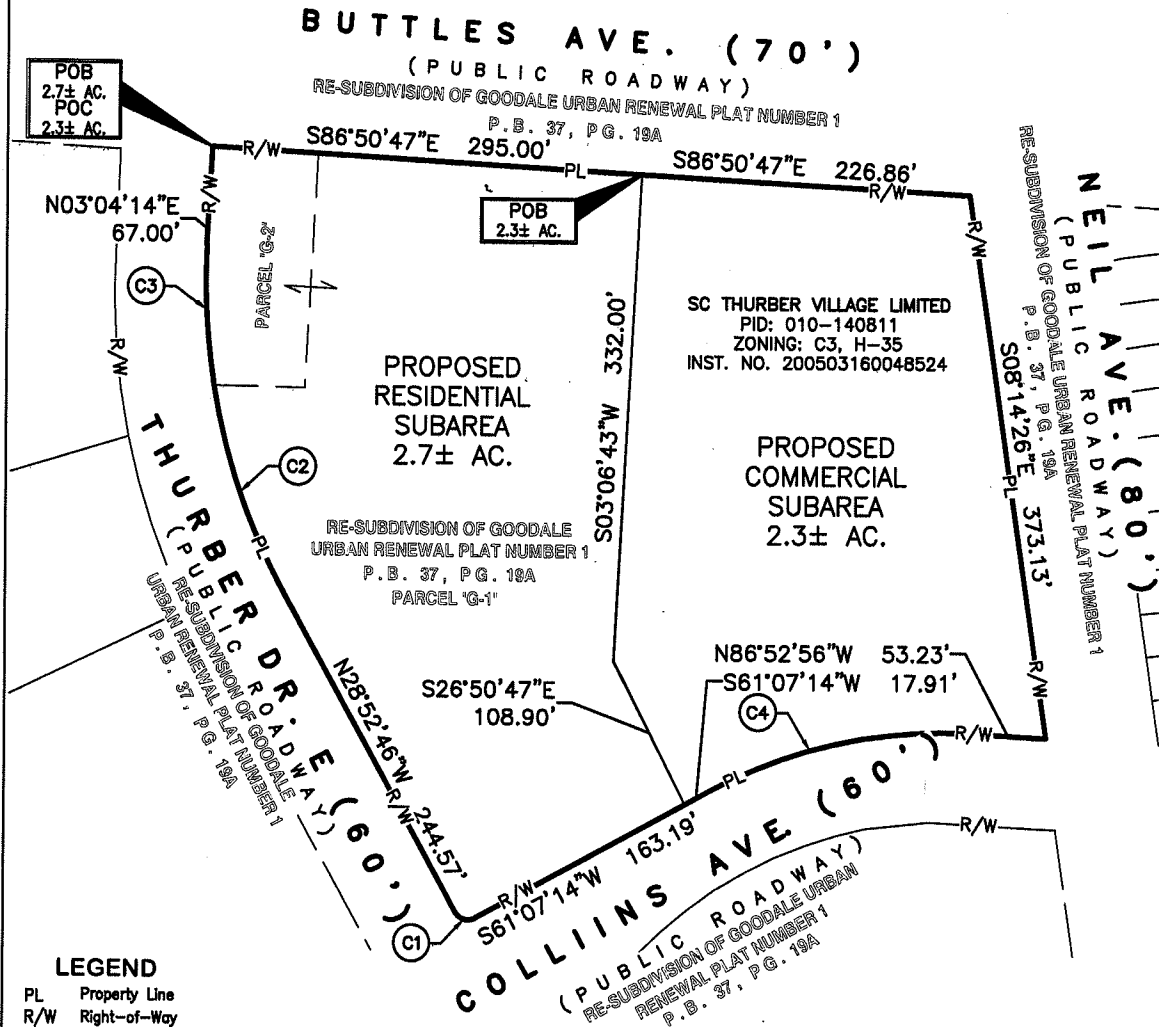 BUTTLES AVE. (70')
(PUBLIC ROADWAY)
RE-SUBDIVISION OF GOODALE URBAN RENEWAL PLAT NUMBER 1
P.B. 37, PG. 19A
POB
2.7± AC.
POC
2.3± AC.
R/W
S86°50'47"E 295.00'
PL
S86°50'47"E 226.86'
R/W
R/W
N03°04'14"E
67.00'
C3
PARCEL "G-2"
POB
2.3± AC.
R/W
NEIL AVE. (80')
(PUBLIC ROADWAY)
RE-SUBDIVISION OF GOODALE URBAN RENEWAL PLAT NUMBER 1
P.B. 37, PG. 19A
SC THURBER VILLAGE LIMITED
PID: 010-140811
ZONING: C3, H-35
INST. NO. 200503160048524
S03°06'43"W 332.00'
S08°14'26"E 373.13'
PL
R/W
R/W
PROPOSED
RESIDENTIAL
SUBAREA
2.7± AC.
PROPOSED
COMMERCIAL
SUBAREA
2.3± AC.
C2
PL
RE-SUBDIVISION OF GOODALE
URBAN RENEWAL PLAT NUMBER 1
P.B. 37, PG. 19A
PARCEL "G-1"
THURBER DR. E (60')
(PUBLIC ROADWAY)
RE-SUBDIVISION OF GOODALE
URBAN RENEWAL PLAT NUMBER 1
P.B. 37, PG. 19A
N28°52'46"W 244.57'
R/W
S26°50'47"E
108.90'
N86°52'56"W 53.23'
S61°07'14"W 17.91'
C4
R/W
PL
R/W
S61°07'14"W 163.19'
C1
R/W
COLLIINS AVE. (60')
(PUBLIC ROADWAY)
RE-SUBDIVISION OF GOODALE URBAN
RENEWAL PLAT NUMBER 1
P.B. 37, PG. 19A
LEGEND
PL Property Line
R/W Right-of-Way